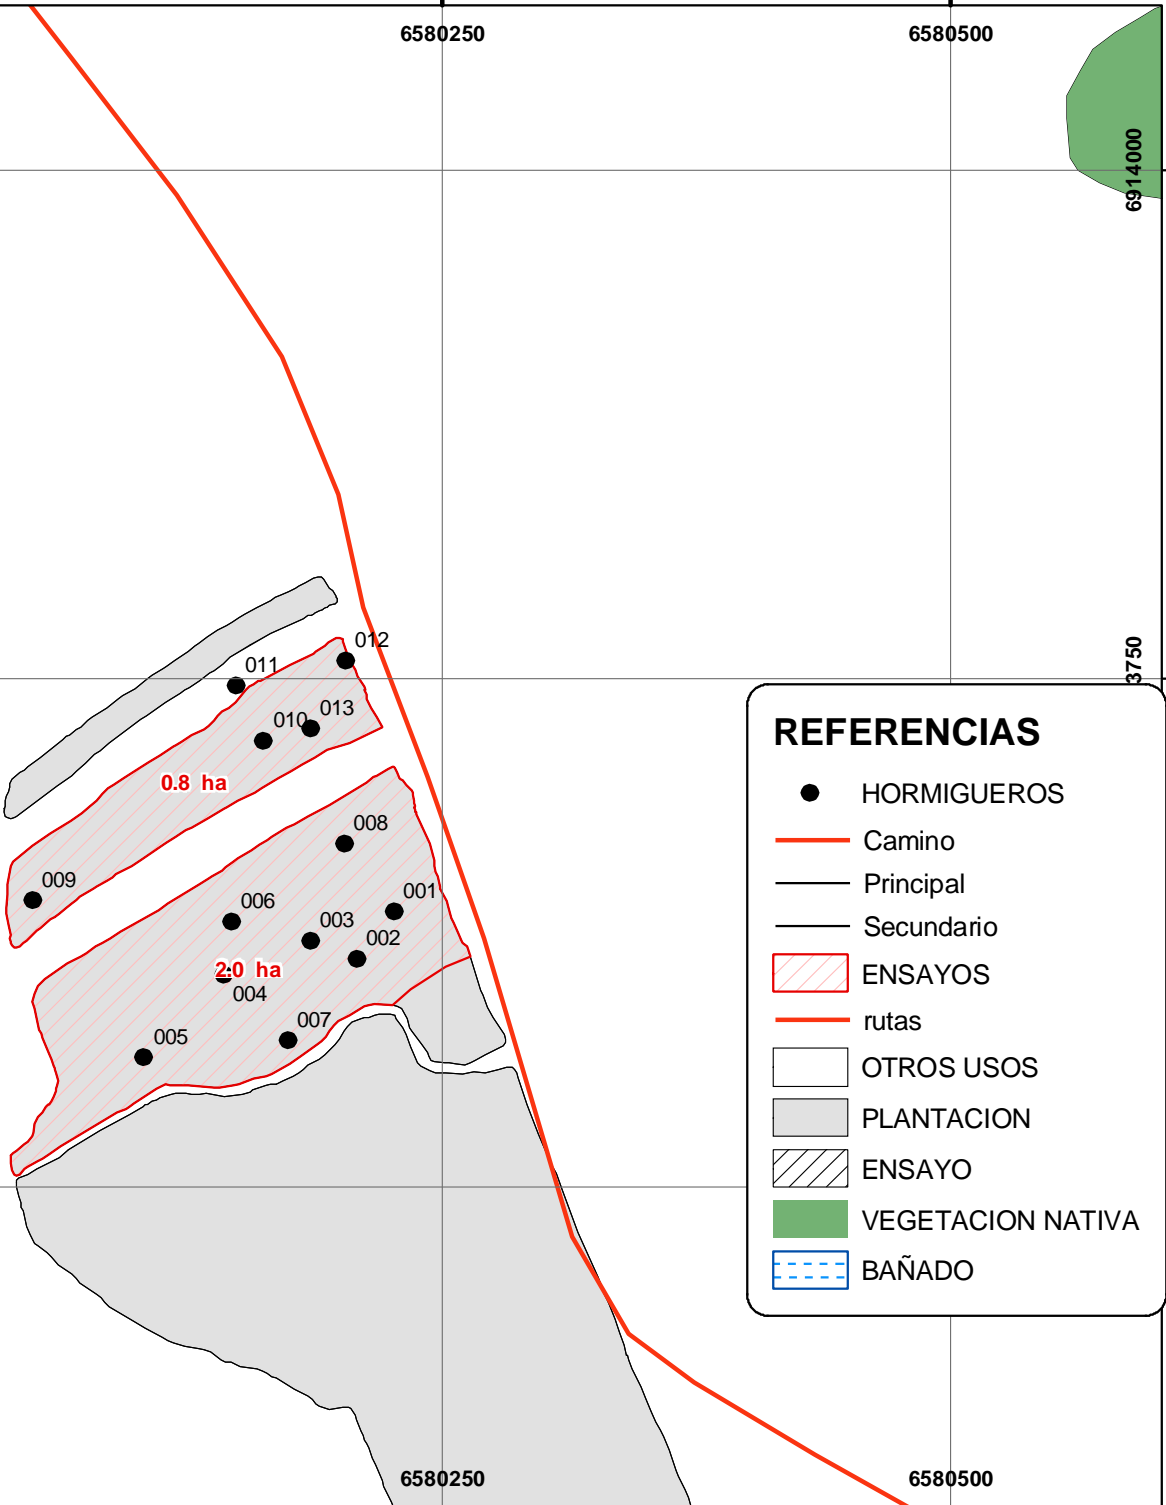 6580250
6580500
6914000
3750
012
011
013
010
0.8 ha
008
009
001
006
003
002
2.0 ha
004
007
005
REFERENCIAS
HORMIGUEROS
Camino
Principal
Secundario
ENSAYOS
rutas
OTROS USOS
PLANTACION
ENSAYO
VEGETACION NATIVA
BAÑADO
6580250
6580500